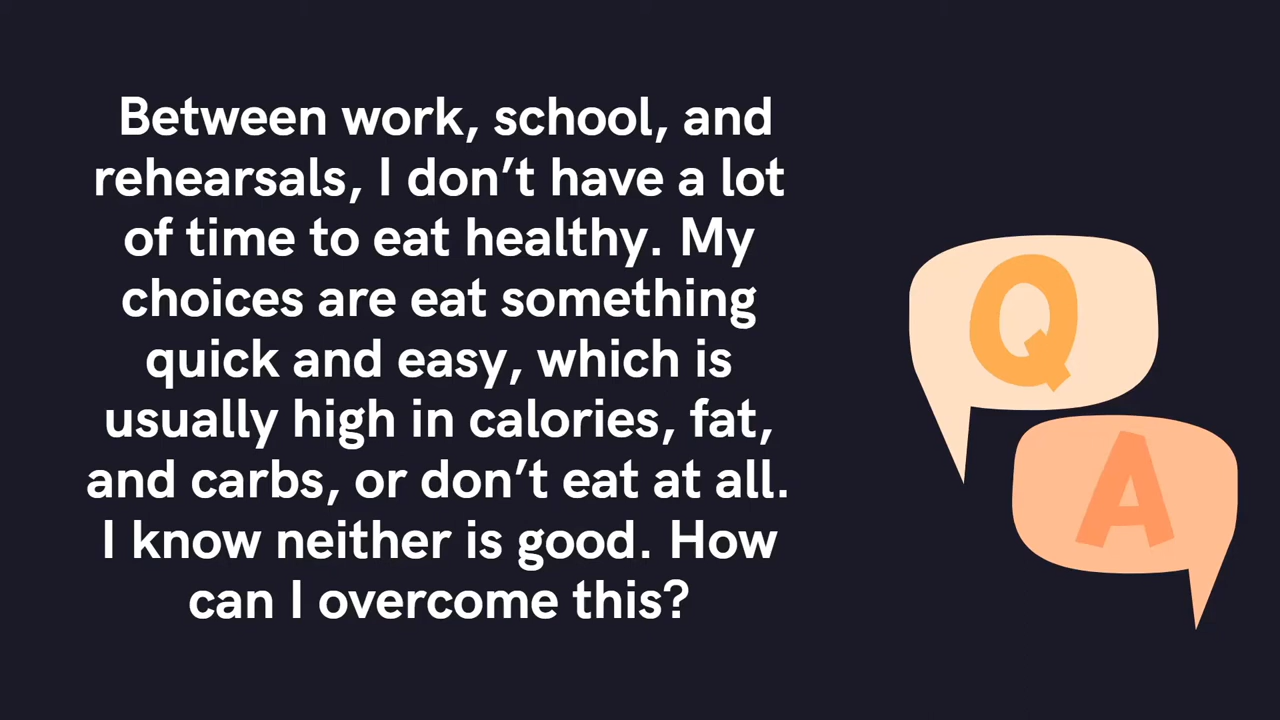 Between work, school, and
rehearsals, I don’t have a lot
of time to eat healthy. My
choices are eat something
quick and easy, which is
usually high in calories, fat,
and carbs, or don’t eat at all.
I know neither is good. How
can I overcome this?
Q
A